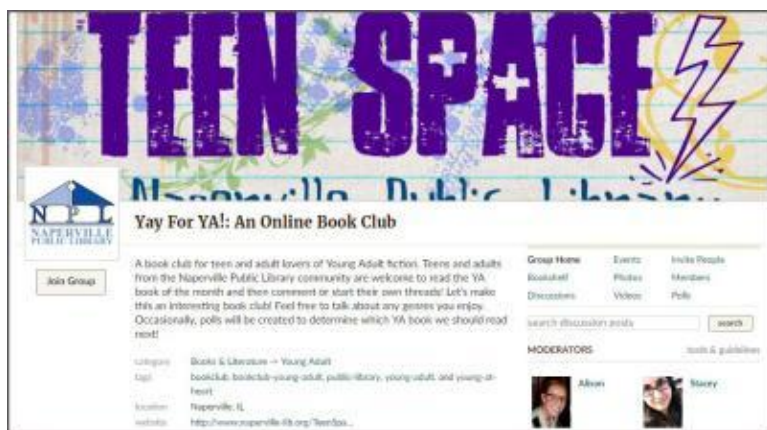 TEEN SPACE
Naperville Public Library
NPL
NAPERVILLE
PUBLIC LIBRARY
Join Group
Yay For YA!: An Online Book Club
A book club for teen and adult lovers of Young Adult fiction. Teens and adults
from the Naperville Public Library community are welcome to read the YA
book of the month and then comment or start their own threads! Let's make
this an interesting book club! Feel free to talk about any genres you enjoy.
Occasionally, polls will be created to determine which YA book we should read
next!
category Books & Literature -> Young Adult
tags bookclub, bookclub-young-adult, public-library, young-adult, and young-at-
heart
location Naperville, IL
website http://www.naperville-lib.org/TeenSpa...
Group Home Events Invite People
Bookshelf Photos Members
Discussions Videos Polls
search discussion posts search
MODERATORS rules & guidelines
Alison Stacey